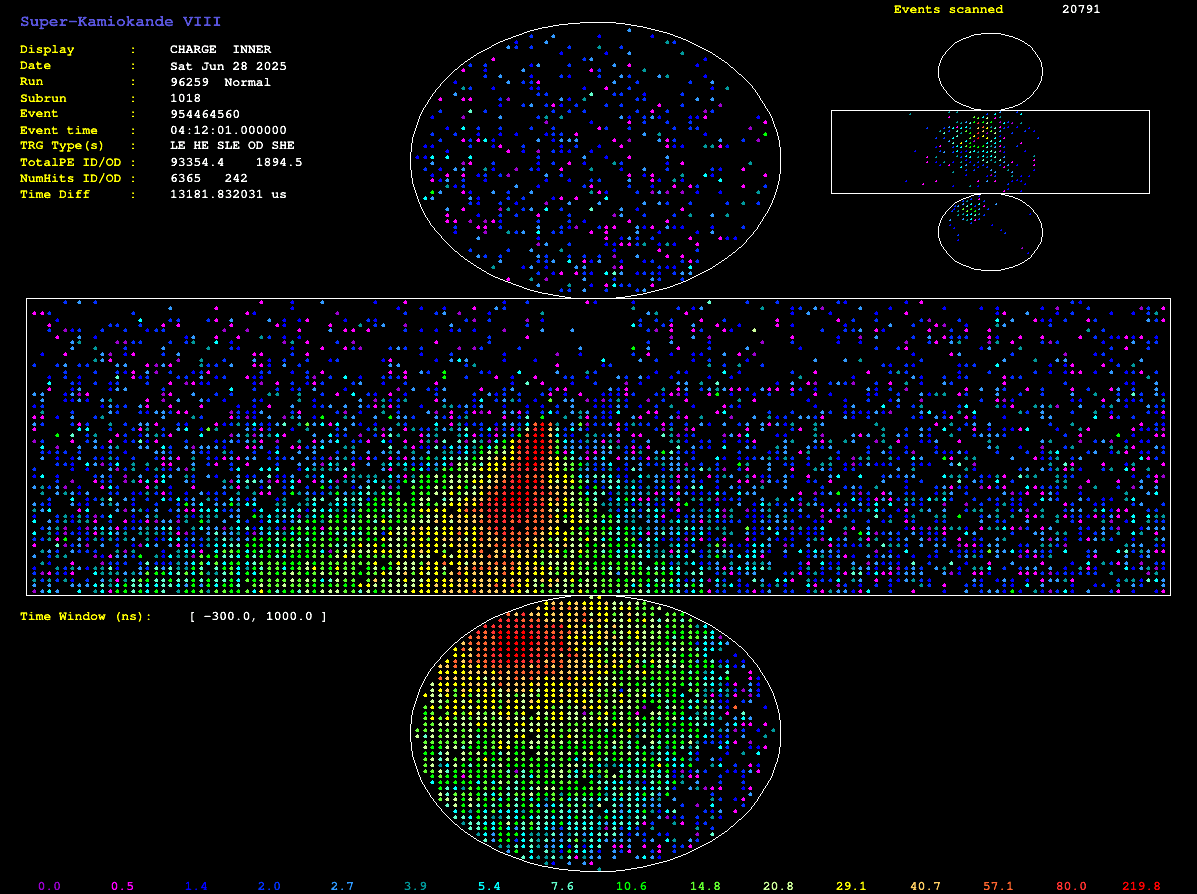 Super-Kamiokande VIII
Display : CHARGE INNER
Date : Sat Jun 28 2025
Run : 96259 Normal
Subrun : 1018
Event : 954464560
Event time : 04:12:01.000000
TRG Type(s) : LE HE SLE OD SHE
TotalPE ID/OD : 93354.4 1894.5
NumHits ID/OD : 6365 242
Time Diff : 13181.832031 us
Events scanned 20791
Time Window (ns): [ -300.0, 1000.0 ]
0.0 0.5 1.4 2.0 2.7 3.9 5.4 7.6 10.6 14.8 20.8 29.1 40.7 57.1 80.0 219.8